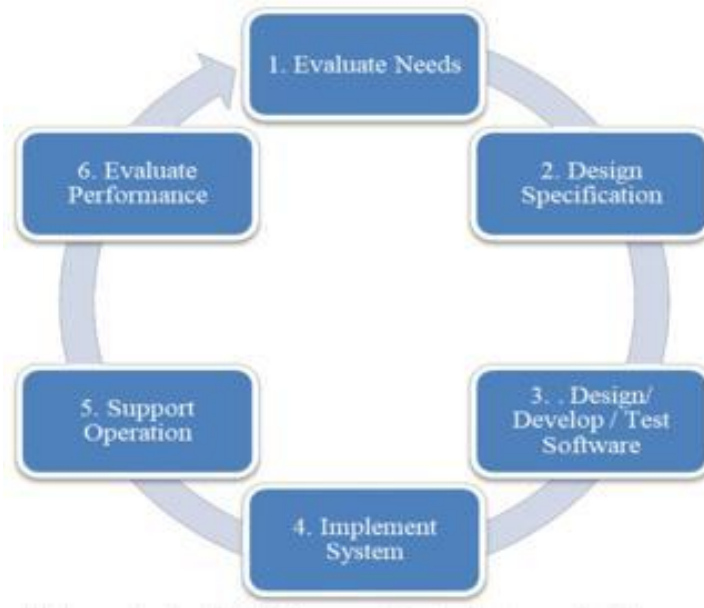 1. Evaluate Needs
2. Design
Specification
3. . Design/
Develop / Test
Software
4. Implement
System
5. Support
Operation
6. Evaluate
Performance